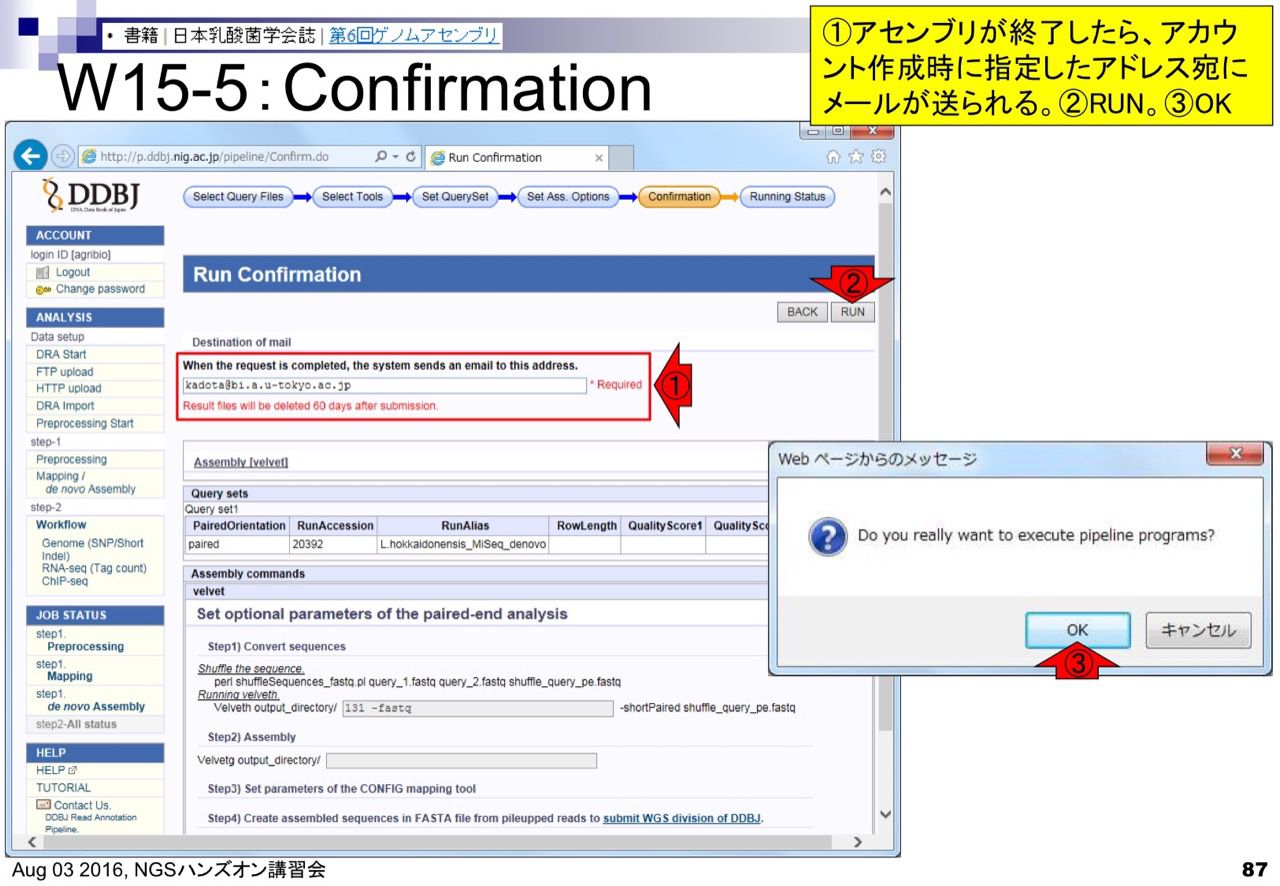 • 書籍 | 日本乳酸菌学会誌 | 第6回ゲノムアセンブリ
W15-5：Confirmation
①アセンブリが終了したら、アカウ
ント作成時に指定したアドレス宛に
メールが送られる。②RUN。③OK
http://p.ddbj.nig.ac.jp/pipeline/Confirm.do
Run Confirmation
DDBJ
DNA Data Bank of Japan
Select Query Files
Select Tools
Set QuerySet
Set Ass. Options
Confirmation
Running Status
ACCOUNT
login ID [agribio]
Logout
Change password
ANALYSIS
Data setup
DRA Start
FTP upload
HTTP upload
DRA Import
Preprocessing Start
step-1
Preprocessing
Mapping /
de novo Assembly
step-2
Workflow
Genome (SNP/Short
Indel)
RNA-seq (Tag count)
ChIP-seq
JOB STATUS
step1.
Preprocessing
step1.
Mapping
step1.
de novo Assembly
step2-All status
HELP
HELP
TUTORIAL
Contact Us.
DDBJ Read Annotation
Pipeline.
Run Confirmation
②
BACK
RUN
Destination of mail
When the request is completed, the system sends an email to this address.
kadota@bi.a.u-tokyo.ac.jp
* Required
①
Result files will be deleted 60 days after submission.
Assembly [velvet]
Query sets
Query set1
PairedOrientation RunAccession RunAlias RowLength QualityScore1 QualitySco
paired 20392 L.hokkaidonensis_MiSeq_denovo
Assembly commands
velvet
Set optional parameters of the paired-end analysis
Step1) Convert sequences
Shuffle the sequence.
perl shuffleSequences_fastq.pl query_1.fastq query_2.fastq shuffle_query_pe.fastq
Running velveth.
Velveth output_directory/ 131 -fastq -shortPaired shuffle_query_pe.fastq
Step2) Assembly
Velvetg output_directory/
Step3) Set parameters of the CONFIG mapping tool
Step4) Create assembled sequences in FASTA file from pileupped reads to submit WGS division of DDBJ.
Web ページからのメッセージ
Do you really want to execute pipeline programs?
OK
キャンセル
③
Aug 03 2016, NGSハンズオン講習会
87